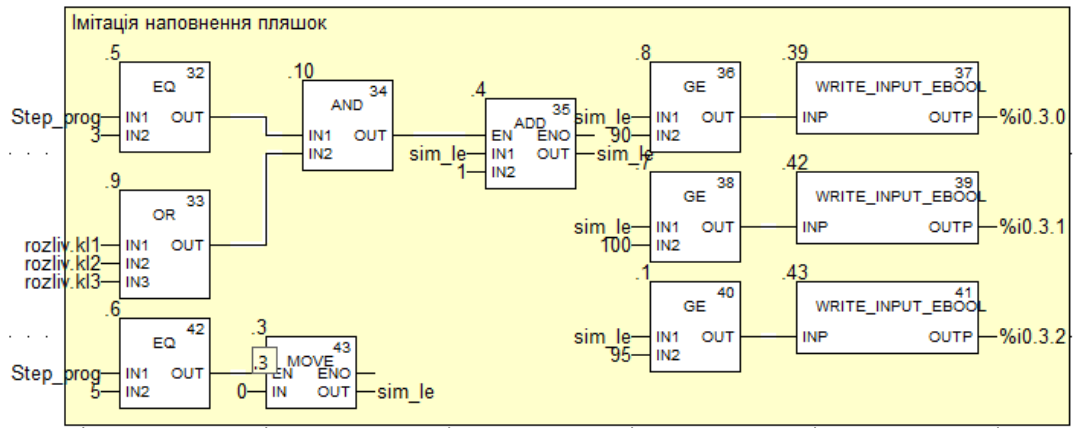 Імітація наповнення пляшок
.5
32
EQ
Step_prog IN1 OUT
3 IN2
.10
34
AND
IN1 OUT
IN2
.4
35
ADD
EN ENO
sim_le IN1 OUT sim_le
1 IN2
.8
36
GE
sim_le IN1 OUT
90 IN2
.39
37
WRITE_INPUT_EBOOL
INP OUTP %i0.3.0
.9
33
OR
rozliv.kl1 IN1 OUT
rozliv.kl2 IN2
rozliv.kl3 IN3
.7
38
GE
sim_le IN1 OUT
100 IN2
.42
39
WRITE_INPUT_EBOOL
INP OUTP %i0.3.1
.6
42
EQ
Step_prog IN1 OUT
5 IN2
.3
43
.3
MOVE
EN ENO
0 IN OUT sim_le
.1
40
GE
sim_le IN1 OUT
95 IN2
.43
41
WRITE_INPUT_EBOOL
INP OUTP %i0.3.2